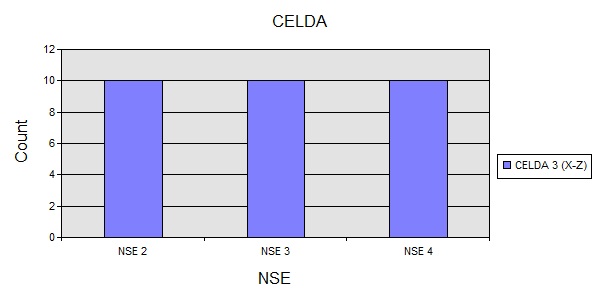 CELDA
12
10
8
6
4
2
0
Count
NSE 2
NSE 3
NSE 4
NSE
CELDA 3 (X-Z)